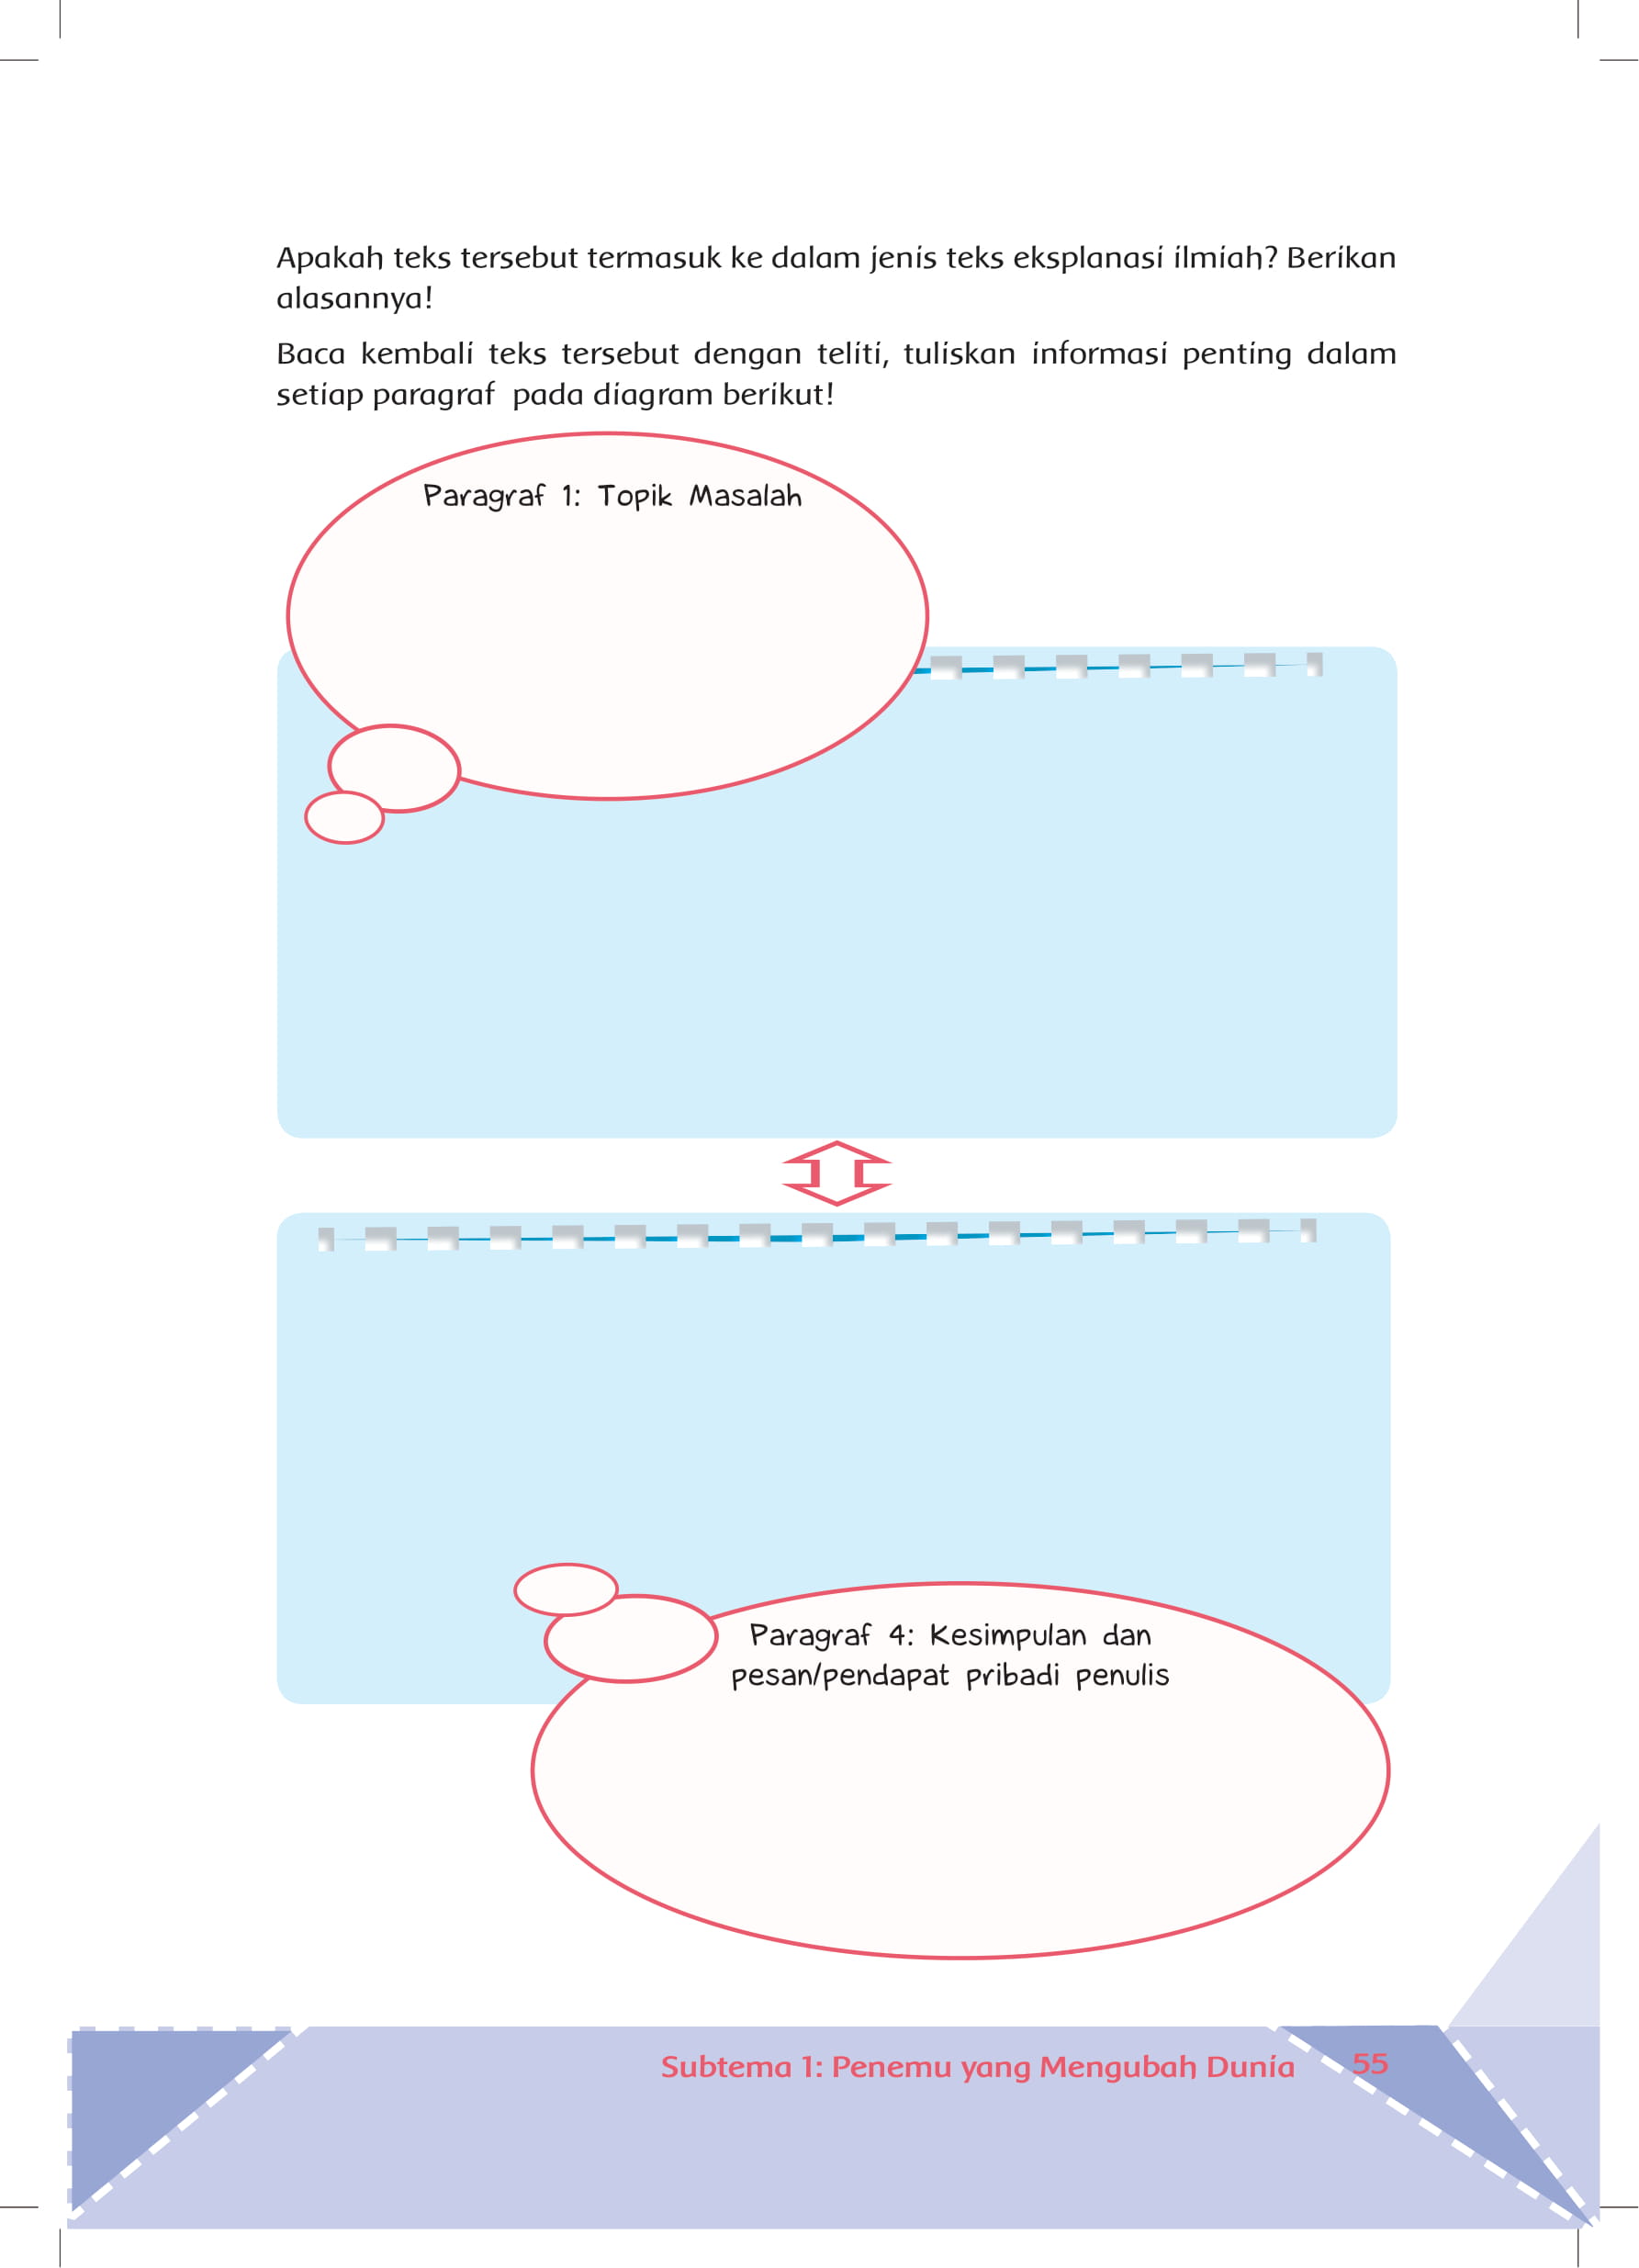 Apakah teks tersebut termasuk ke dalam jenis teks eksplanasi ilmiah? Berikan
alasannya!
Baca kembali teks tersebut dengan teliti, tuliskan informasi penting dalam
setiap paragraf pada diagram berikut!
Paragraf 1: Topik Masalah
Paragraf 4: Kesimpulan dan
pesan/pendapat pribadi penulis
Subtema 1: Penemu yang Mengubah Dunia 55